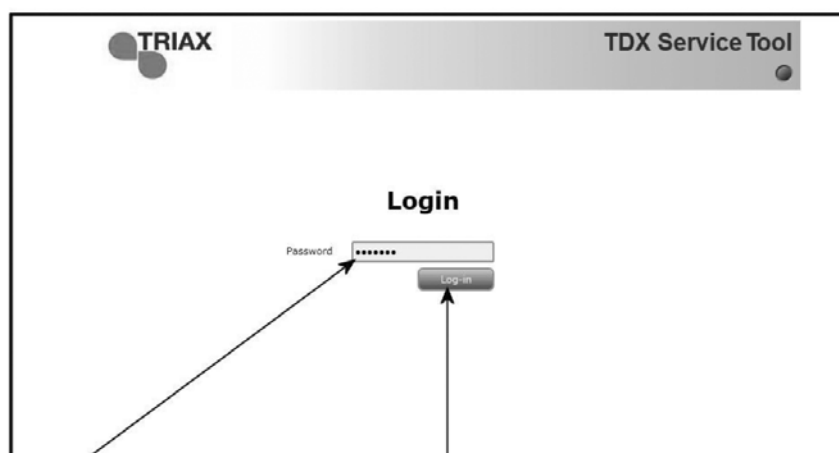 TRIAX
TDX Service Tool
Login
Password •••••••
Log-in